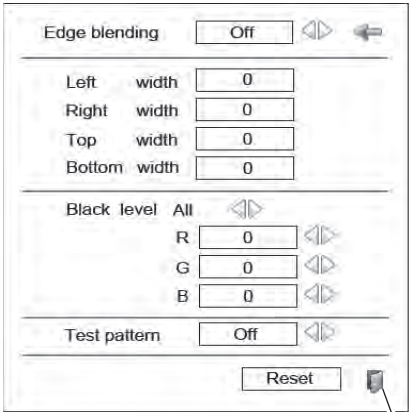 Edge blending Off
Left width 0
Right width 0
Top width 0
Bottom width 0
Black level All
R 0
G 0
B 0
Test pattern Off
Reset